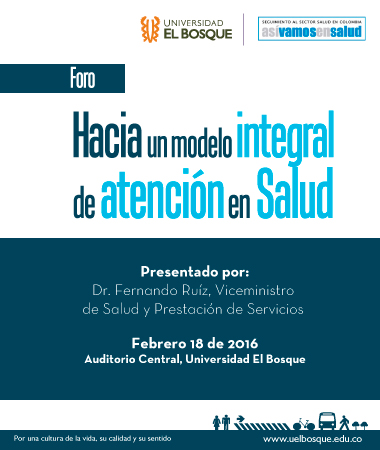 UNIVERSIDAD
EL BOSQUE
SEGUIMIENTO AL SECTOR SALUD EN COLOMBIA
asívamosensalud
Foro
Hacia un modelo integral
de atención en Salud
Presentado por:
Dr. Fernando Ruíz, Viceministro
de Salud y Prestación de Servicios
Febrero 18 de 2016
Auditorio Central, Universidad El Bosque
Por una cultura de la vida, su calidad y su sentido
www.uelbosque.edu.co